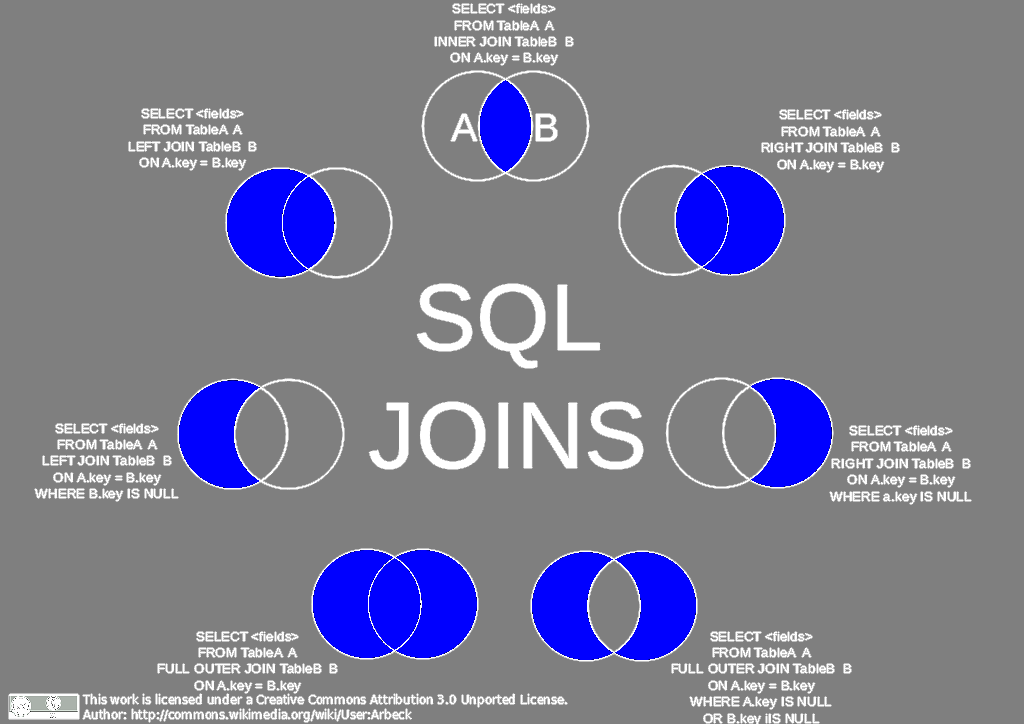 SELECT <fields>
FROM TableA A
INNER JOIN TableB B
ON A.key = B.key
A B
SELECT <fields>
FROM TableA A
LEFT JOIN TableB B
ON A.key = B.key
SELECT <fields>
FROM TableA A
RIGHT JOIN TableB B
ON A.key = B.key
SQL
JOINS
SELECT <fields>
FROM TableA A
LEFT JOIN TableB B
ON A.key = B.key
WHERE B.key IS NULL
SELECT <fields>
FROM TableA A
RIGHT JOIN TableB B
ON A.key = B.key
WHERE a.key IS NULL
SELECT <fields>
FROM TableA A
FULL OUTER JOIN TableB B
ON A.key = B.key
SELECT <fields>
FROM TableA A
FULL OUTER JOIN TableB B
ON A.key = B.key
WHERE A.key IS NULL
OR B.key iIS NULL
This work is licensed under a Creative Commons Attribution 3.0 Unported License.
Author: http://commons.wikimedia.org/wiki/User:Arbeck